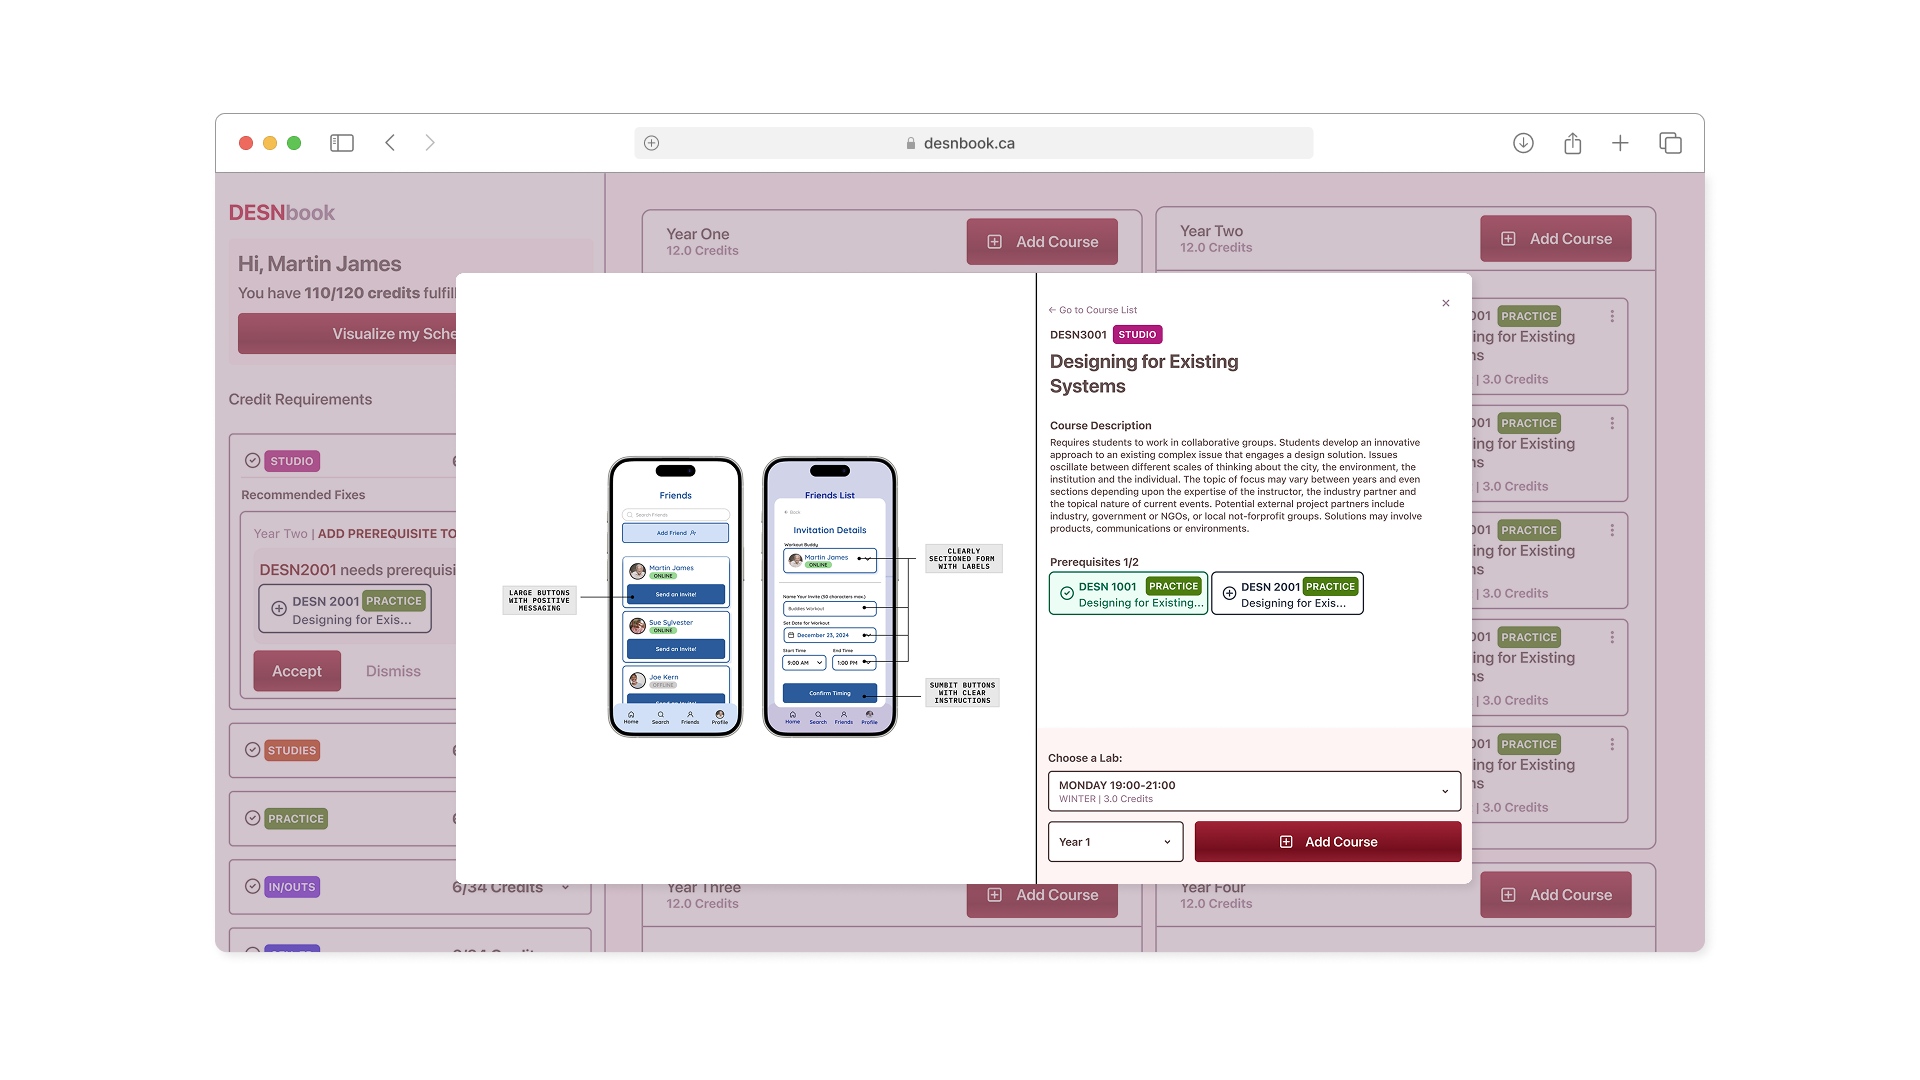 desnbook.ca
DESNbook
Hi, Martin James
You have 110/120 credits fulfill
Visualize my Sche
Credit Requirements
STUDIO
Recommended Fixes
Year Two | ADD PREREQUISITE TO
DESN2001 needs prerequisi
DESN 2001 PRACTICE
Designing for Exis...
Accept
Dismiss
STUDIES
PRACTICE
IN/OUTS
6/34 Credits
Year One
12.0 Credits
Add Course
Year Two
12.0 Credits
Add Course
001 PRACTICE
ing for Existing
ns
| 3.0 Credits
001 PRACTICE
ing for Existing
ns
| 3.0 Credits
001 PRACTICE
ing for Existing
ns
| 3.0 Credits
001 PRACTICE
ing for Existing
ns
| 3.0 Credits
001 PRACTICE
ing for Existing
ns
| 3.0 Credits
Year Three
12.0 Credits
Add Course
Year Four
12.0 Credits
Add Course
LARGE BUTTONS
WITH POSITIVE
MESSAGING
Friends
Search Friends
Add Friend
Martin James
ONLINE
Send an Invite!
Sue Sylvester
ONLINE
Send an Invite!
Joe Kern
OFFLINE
Send an Invite!
Home
Search
Friends
Profile
Friends List
Back
Invitation Details
Workout Buddy
Martin James
ONLINE
Name Your Invite (50 characters max.)
Buddies Workout
Set Date for Workout
December 23, 2024
Start Time
End Time
9:00 AM
1:00 PM
Confirm Timing
Home
Search
Friends
Profile
CLEARLY
SECTIONED FORM
WITH LABELS
SUMBIT BUTTONS
WITH CLEAR
INSTRUCTIONS
← Go to Course List
DESN3001 STUDIO
Designing for Existing
Systems
Course Description
Requires students to work in collaborative groups. Students develop an innovative
approach to an existing complex issue that engages a design solution. Issues
oscillate between different scales of thinking about the city, the environment, the
institution and the individual. The topic of focus may vary between years and even
sections depending upon the expertise of the instructor, the industry partner and
the topical nature of current events. Potential external project partners include
industry, government or NGOs, or local not-forprofit groups. Solutions may involve
products, communications or environments.
Prerequisites 1/2
DESN 1001 PRACTICE
Designing for Existing...
DESN 2001 PRACTICE
Designing for Exis...
Choose a Lab:
MONDAY 19:00-21:00
WINTER | 3.0 Credits
Year 1
Add Course